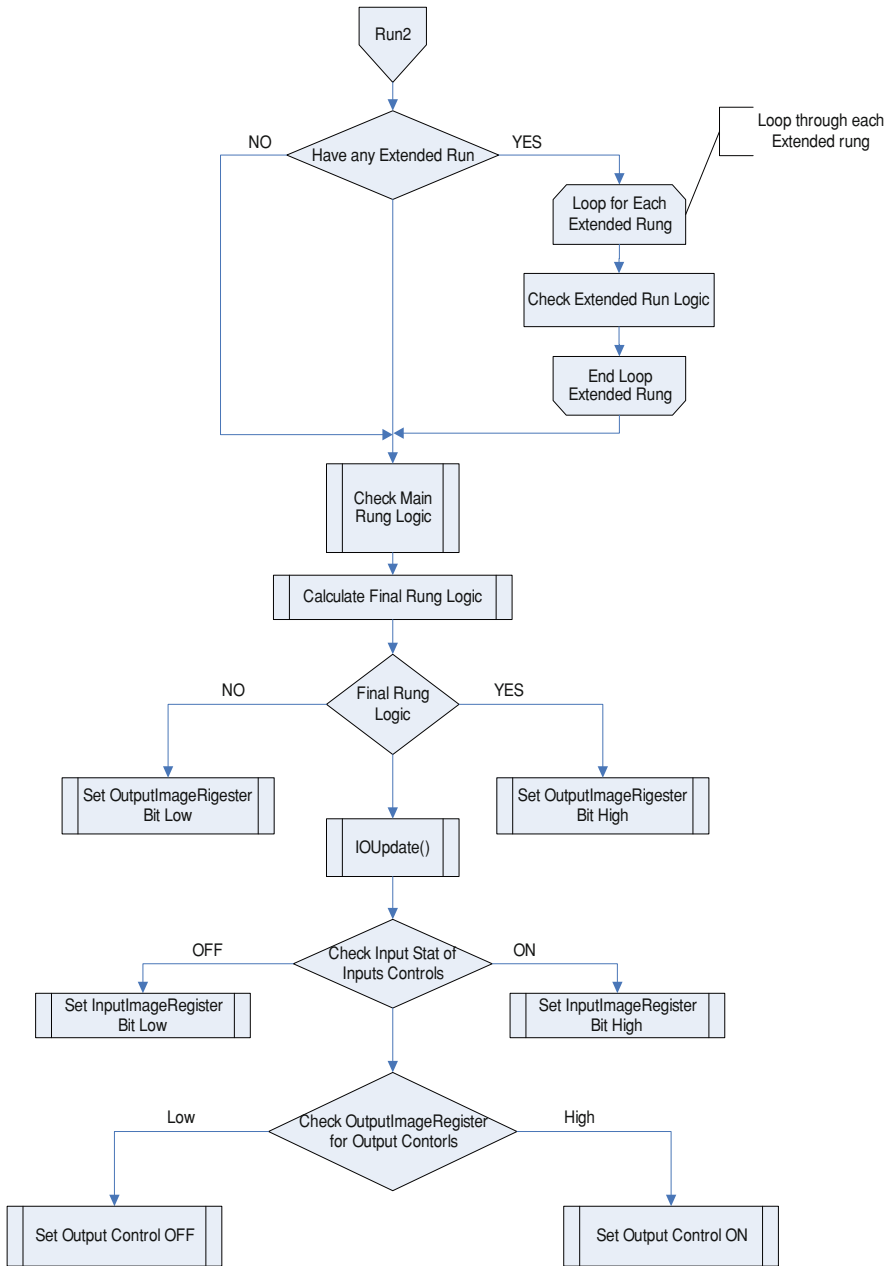 Run2
Have any Extended Run
NO
YES
Loop through each
Extended rung
Loop for Each
Extended Rung
Check Extended Run Logic
End Loop
Extended Rung
Check Main
Rung Logic
Calculate Final Rung Logic
Final Rung
Logic
NO
YES
Set OutputImageRigester
Bit Low
Set OutputImageRigester
Bit High
IOUpdate()
Check Input Stat of
Inputs Controls
OFF
ON
Set InputImageRegister
Bit Low
Set InputImageRegister
Bit High
Check OutputImageRegister
for Output Contorls
Low
High
Set Output Control OFF
Set Output Control ON